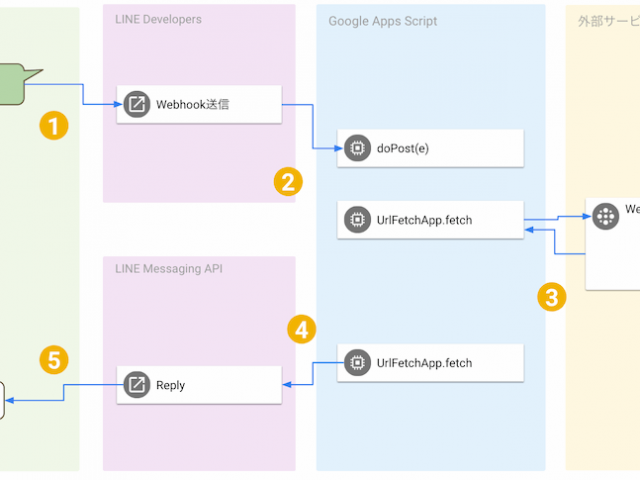 LINE Developers
Google Apps Script
外部サービ
Webhook送信
1
doPost(e)
2
UrlFetchApp.fetch
We
LINE Messaging API
3
4
UrlFetchApp.fetch
5
Reply